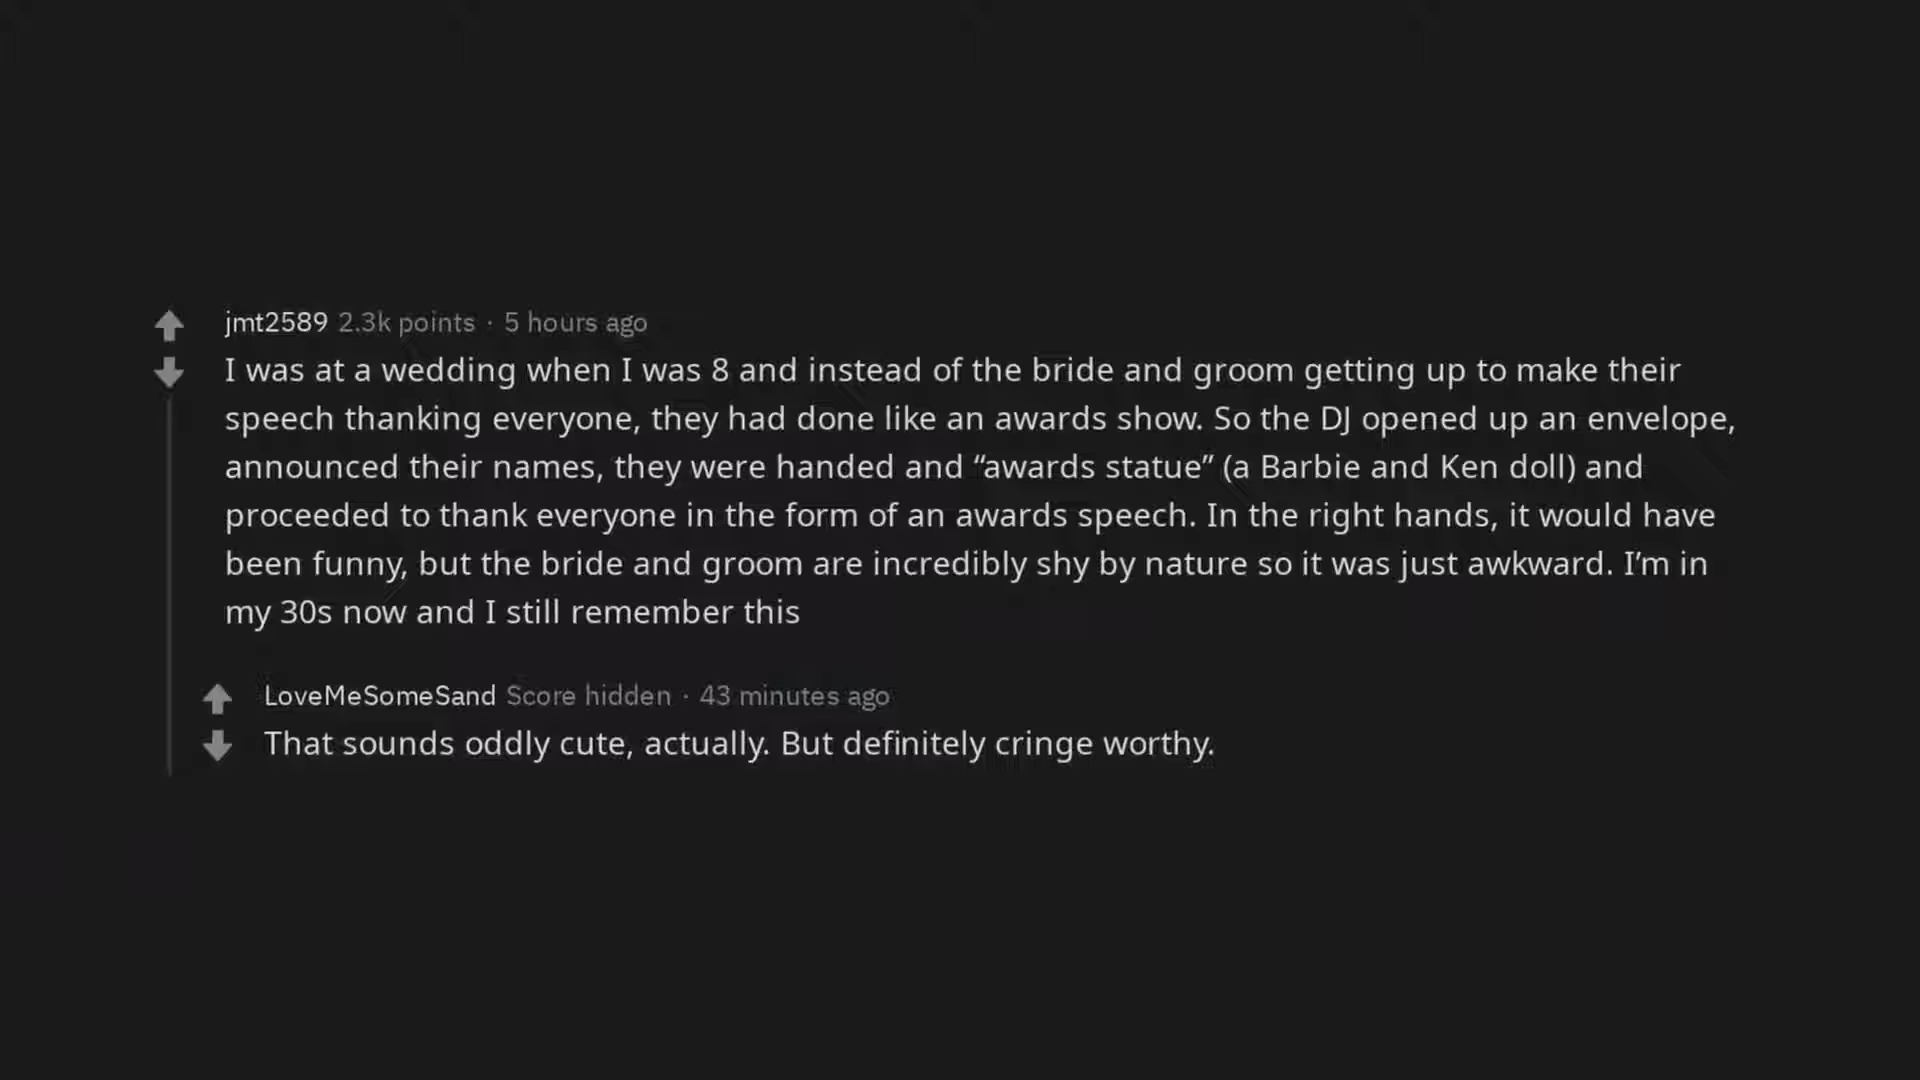 jmt2589 2.3k points · 5 hours ago
I was at a wedding when I was 8 and instead of the bride and groom getting up to make their
speech thanking everyone, they had done like an awards show. So the DJ opened up an envelope,
announced their names, they were handed and “awards statue” (a Barbie and Ken doll) and
proceeded to thank everyone in the form of an awards speech. In the right hands, it would have
been funny, but the bride and groom are incredibly shy by nature so it was just awkward. I’m in
my 30s now and I still remember this
LoveMeSomeSand Score hidden · 43 minutes ago
That sounds oddly cute, actually. But definitely cringe worthy.